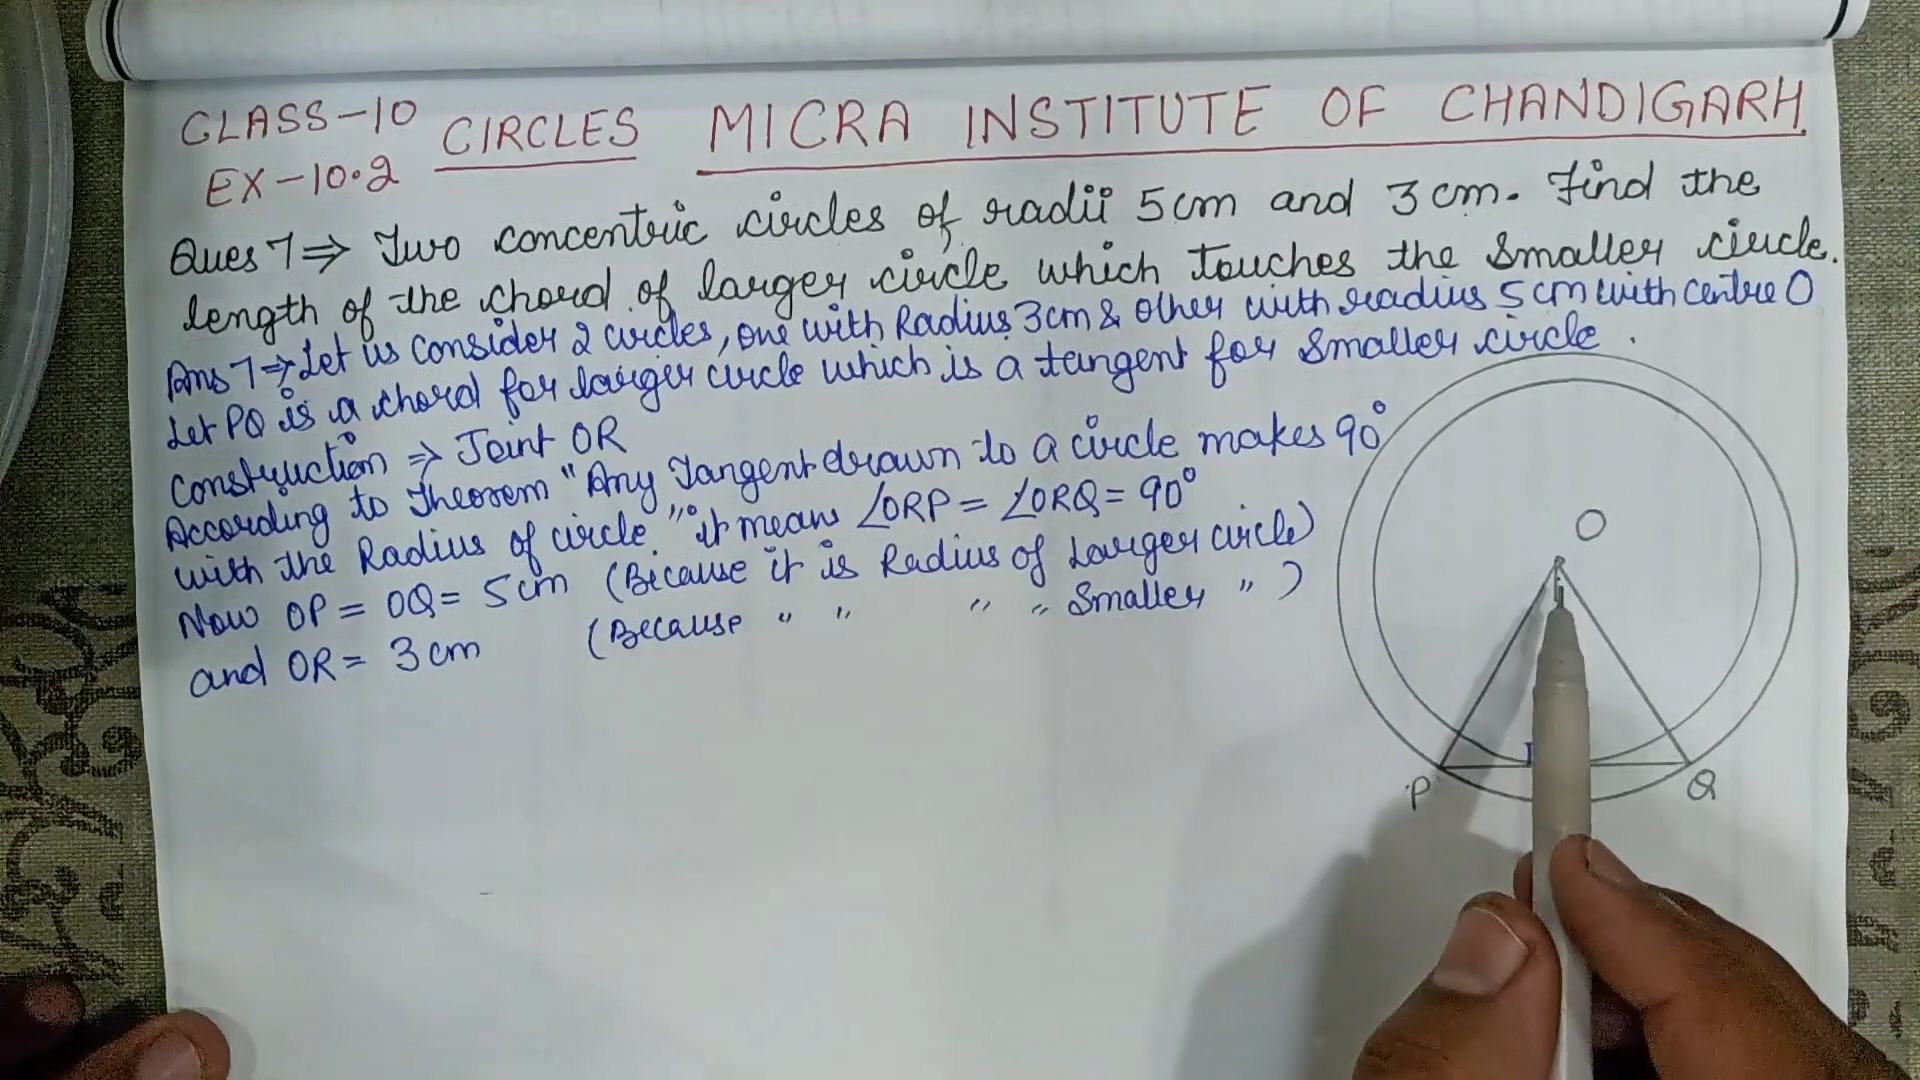 CLASS-10 CIRCLES MICRA INSTITUTE OF CHANDIGARH
EX-10.2
Ques 7⇒ Two concentric circles of radii 5cm and 3cm. Find the
length of the chord of larger circle which touches the smaller circle.
Ans 7⇒ Let us consider 2 circles, one with Radius 3cm & other with radius 5cm with centre O
Let PQ is a chord for larger circle which is a tangent for smaller circle.
Construction ⇒ Joint OR
According to Theorem "Any Tangent drawn to a circle makes 90°
with the Radius of circle." it means ∠ORP = ∠ORQ = 90°
Now OP = OQ = 5cm (Because it is Radius of Larger circle)
and OR = 3cm (Because " " " " Smaller ")
O
P
Q